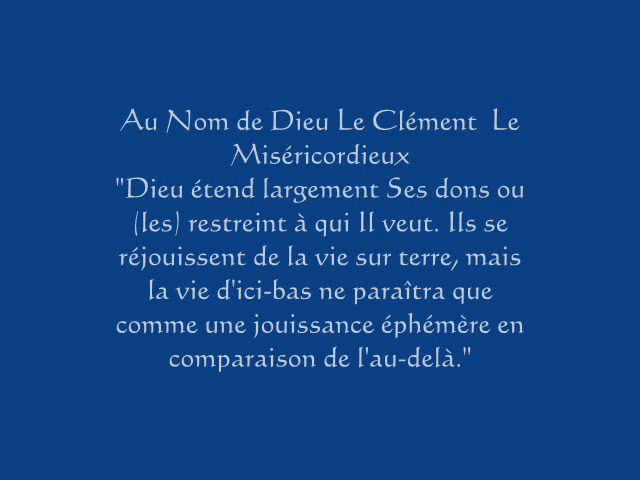 Au Nom de Dieu Le Clément  Le
Miséricordieux
"Dieu étend largement Ses dons ou
(les) restreint à qui Il veut. Ils se
réjouissent de la vie sur terre, mais
la vie d'ici-bas ne paraîtra que
comme une jouissance éphémère en
comparaison de l'au-delà."